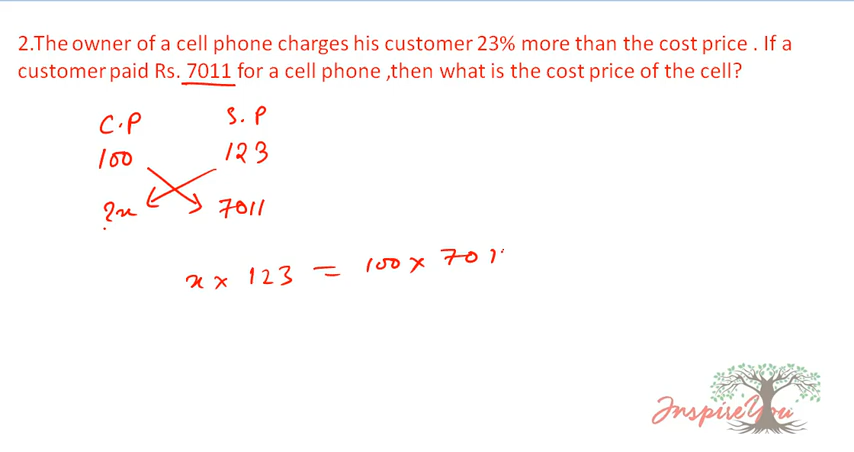 2.The owner of a cell phone charges his customer 23% more than the cost price . If a
customer paid Rs. 7011 for a cell phone ,then what is the cost price of the cell?
C.P S.P
100 123
?x 7011
x × 123 = 100 × 701
InspireYou